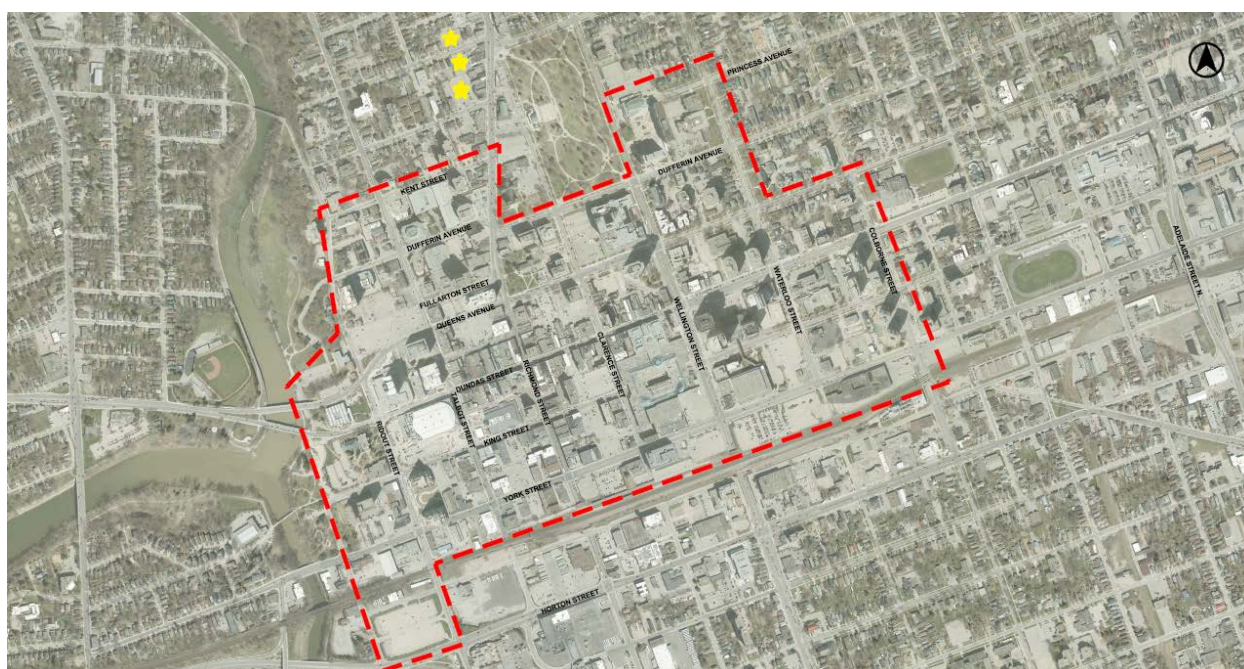 PRINCESS AVENUE
DUFFERIN AVENUE
KENT STREET
DUFFERIN AVENUE
COLBORNE STREET
ADELAIDE STREET N
FULLARTON STREET
WATERLOO STREET
QUEENS AVENUE
WELLINGTON STREET
CLARENCE STREET
DUNDAS STREET
RICHMOND STREET
TALBOT STREET
KING STREET
RIDOUT STREET
YORK STREET
HORTON STREET